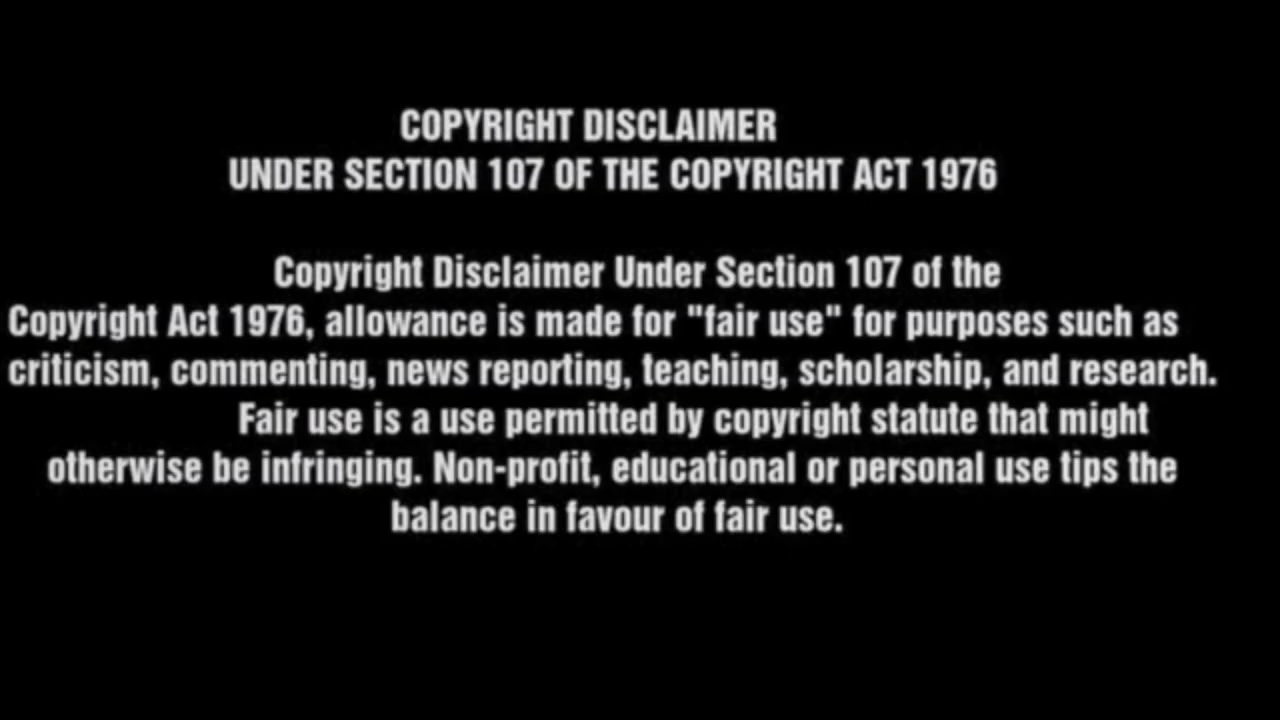 COPYRIGHT DISCLAIMER
UNDER SECTION 107 OF THE COPYRIGHT ACT 1976
Copyright Disclaimer Under Section 107 of the
Copyright Act 1976, allowance is made for "fair use" for purposes such as
criticism, commenting, news reporting, teaching, scholarship, and research.
Fair use is a use permitted by copyright statute that might
otherwise be infringing. Non-profit, educational or personal use tips the
balance in favour of fair use.